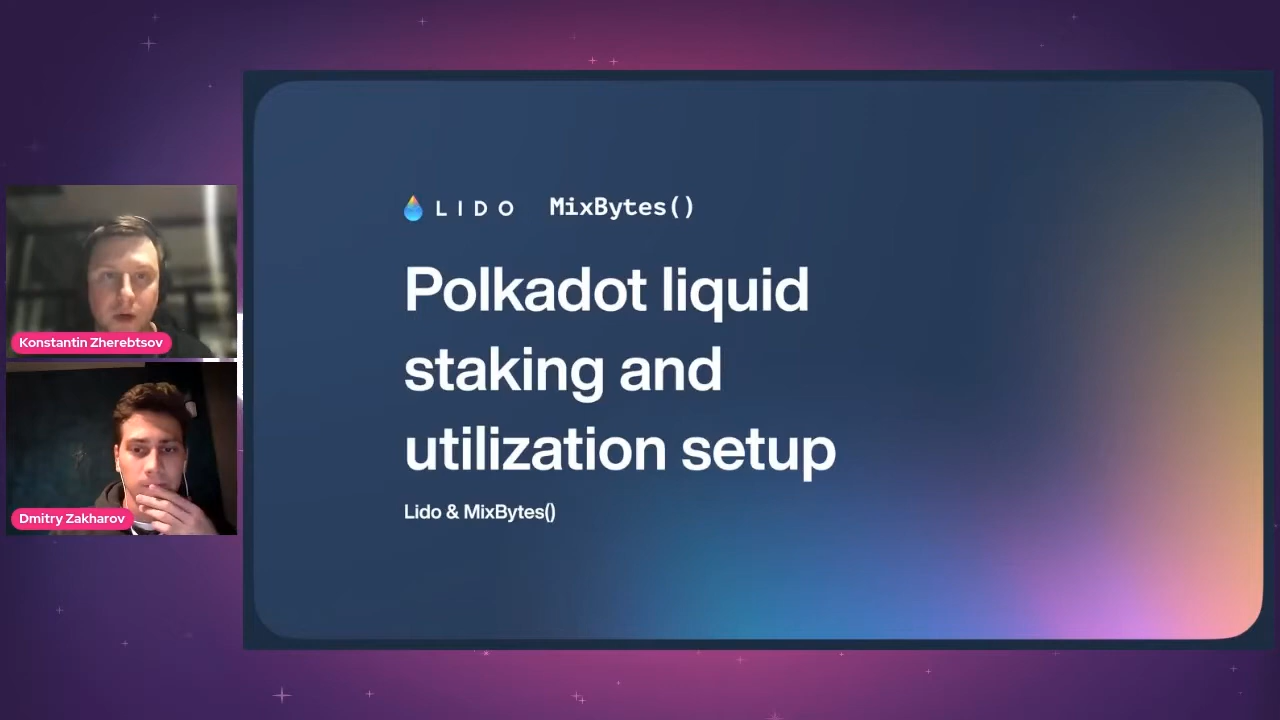 Konstantin Zherebtsov
Dmitry Zakharov
LIDO MixBytes()
Polkadot liquid
staking and
utilization setup
Lido & MixBytes()